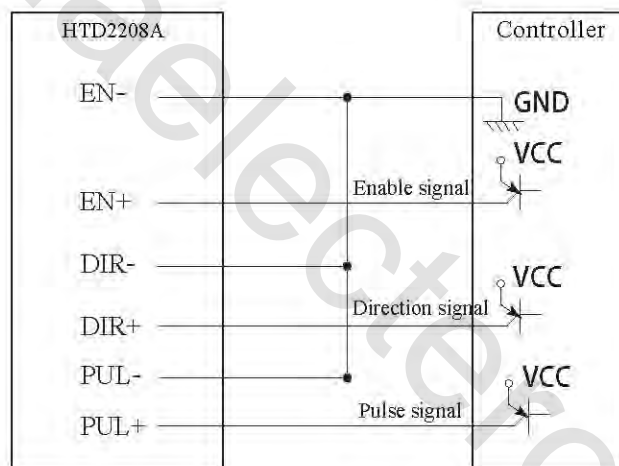 HTD2208A
Controller
EN-
GND
VCC
Enable signal
EN+
DIR-
VCC
Direction signal
DIR+
PUL-
VCC
Pulse signal
PUL+